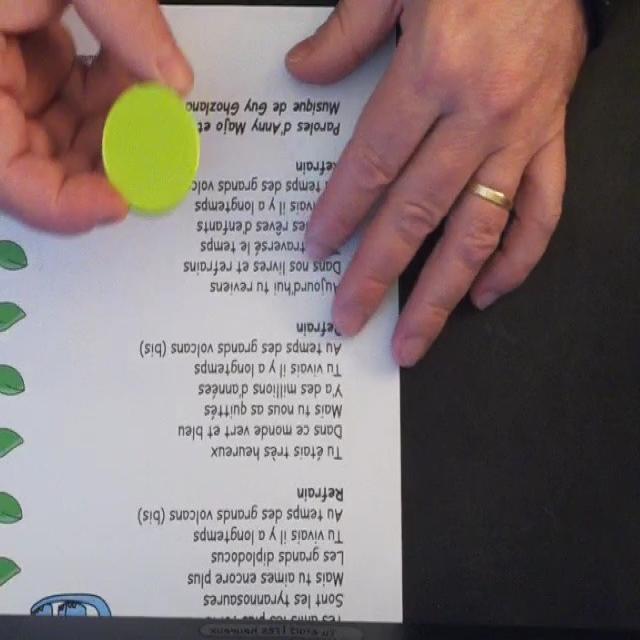 Sont les tyrannosaures
Mais tu aimes encore plus
Les grands diplodocus
Tu vivais il y a longtemps
Au temps des grands volcans (bis)
Refrain
Tu étais très heureux
Dans ce monde vert et bleu
Mais tu nous as quittés
Y'a des millions d'années
Tu vivais il y a longtemps
Au temps des grands volcans (bis)
Refrain
Aujourd'hui tu reviens
Dans nos livres et refrains
traversé le temps
les rêves d'enfants
il y a longtemps
temps des grands
Refrain
Paroles d'Anny Majo et
Musique de Guy